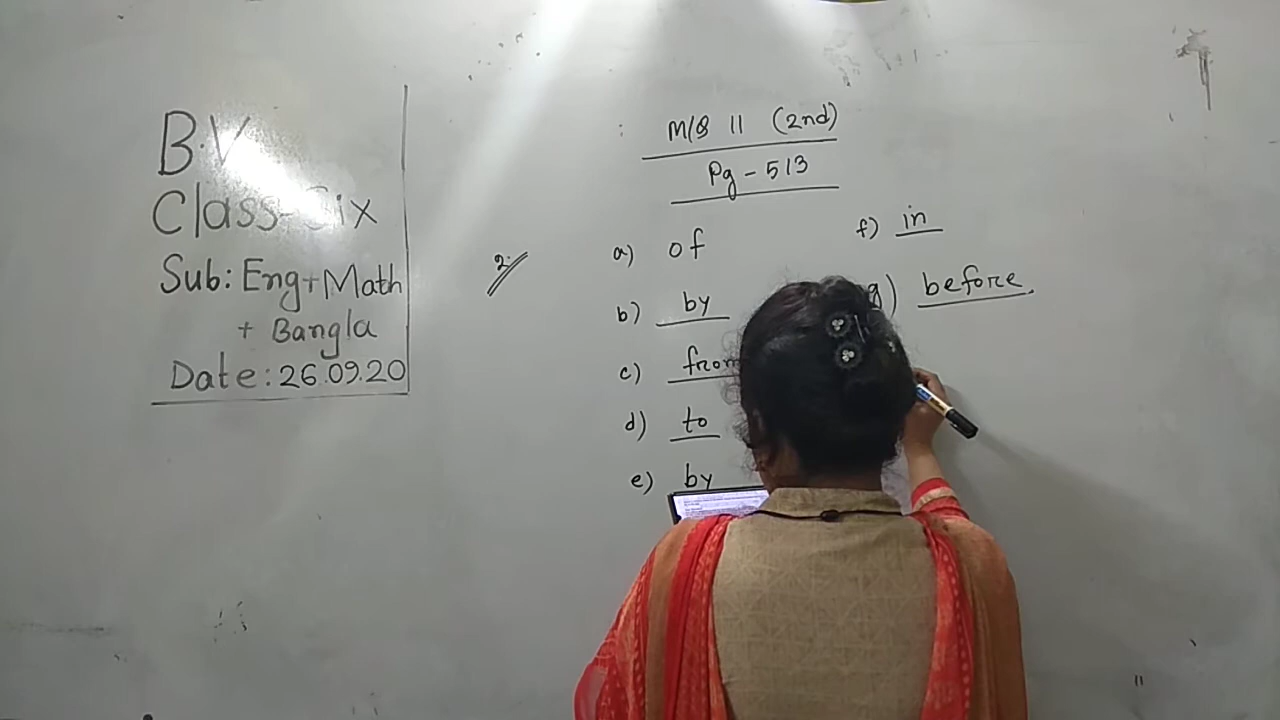 B.V
Class-Six
Sub: Eng+Math
+ Bangla
Date: 26.09.20
2.
M/Q 11 (2nd)
Pg - 513
a) of
b) by
c) from
d) to
e) by
f) in
g) before.